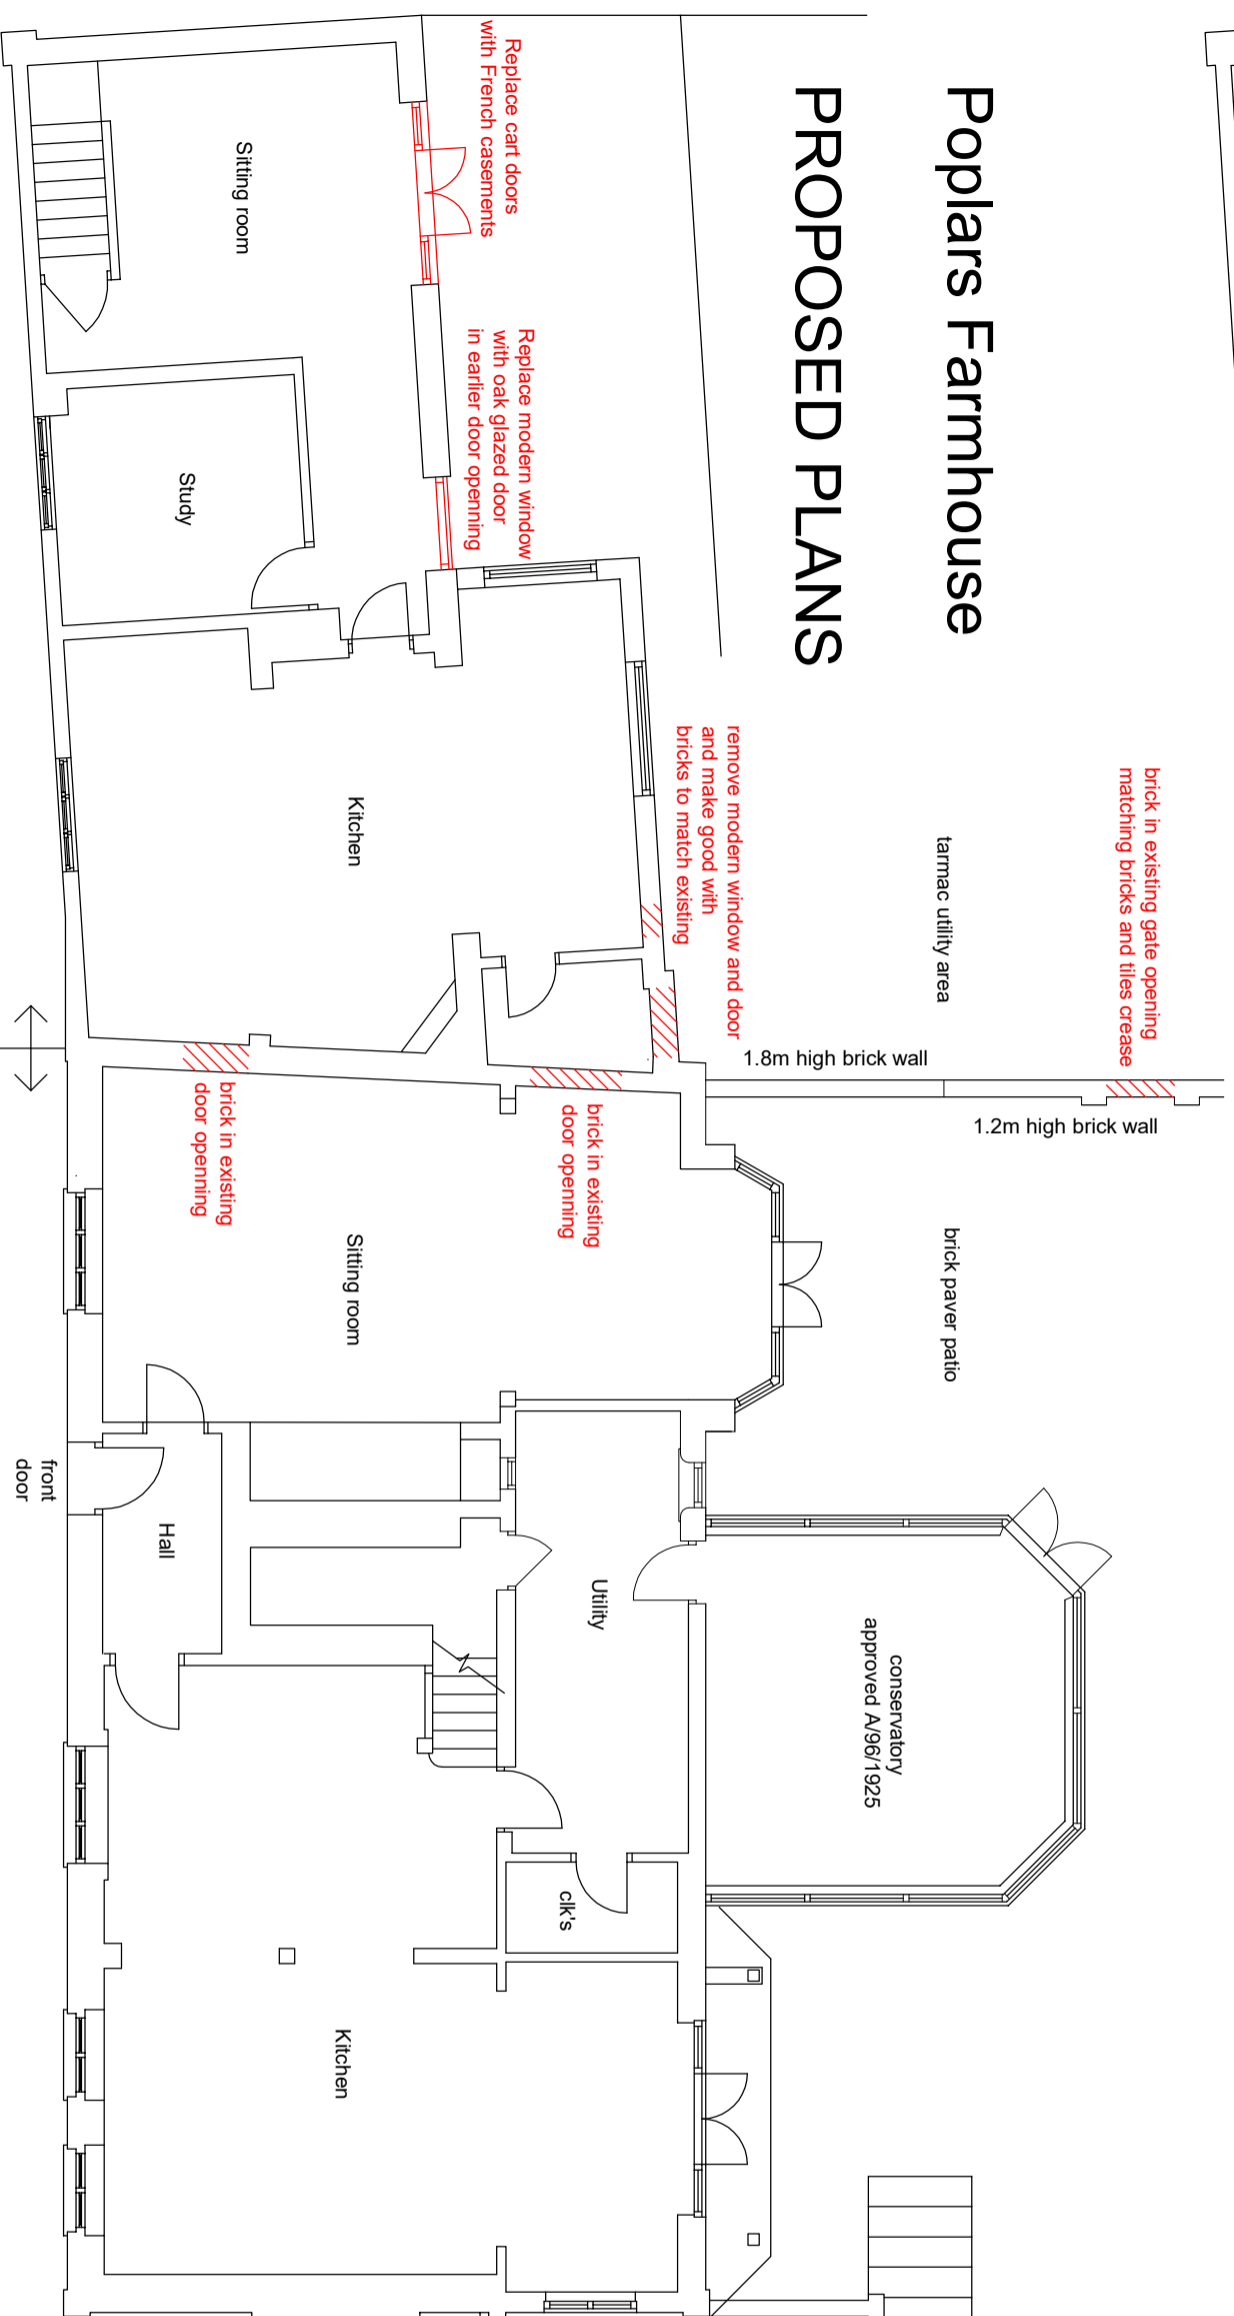 Poplars Farmhouse
PROPOSED PLANS
Replace cart doors
with French casements
Replace modern window
with oak glazed door
in earlier door openning
remove modern window and door
and make good with
bricks to match existing
brick in existing gate opening
matching bricks and tiles crease
tarmac utility area
1.8m high brick wall
1.2m high brick wall
brick paver patio
Sitting room
Study
Kitchen
brick in existing
door openning
brick in existing
door openning
Sitting room
front
door
Hall
Utility
conservatory
approved A/96/1925
clk's
Kitchen